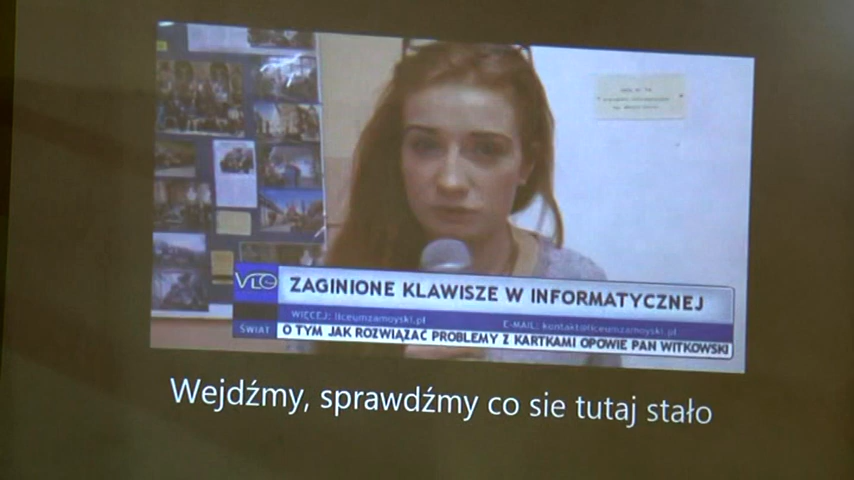 VLO
ZAGINIONE KLAWISZE W INFORMATYCZNEJ
WIĘCEJ: liceumzamoyski.pl
E-MAIL: kontakt@liceumzamoyski.pl
ŚWIAT
O TYM JAK ROZWIĄZAĆ PROBLEMY Z KARTKAMI OPOWIE PAN WITKOWSKI
Wejdźmy, sprawdźmy co sie tutaj stało